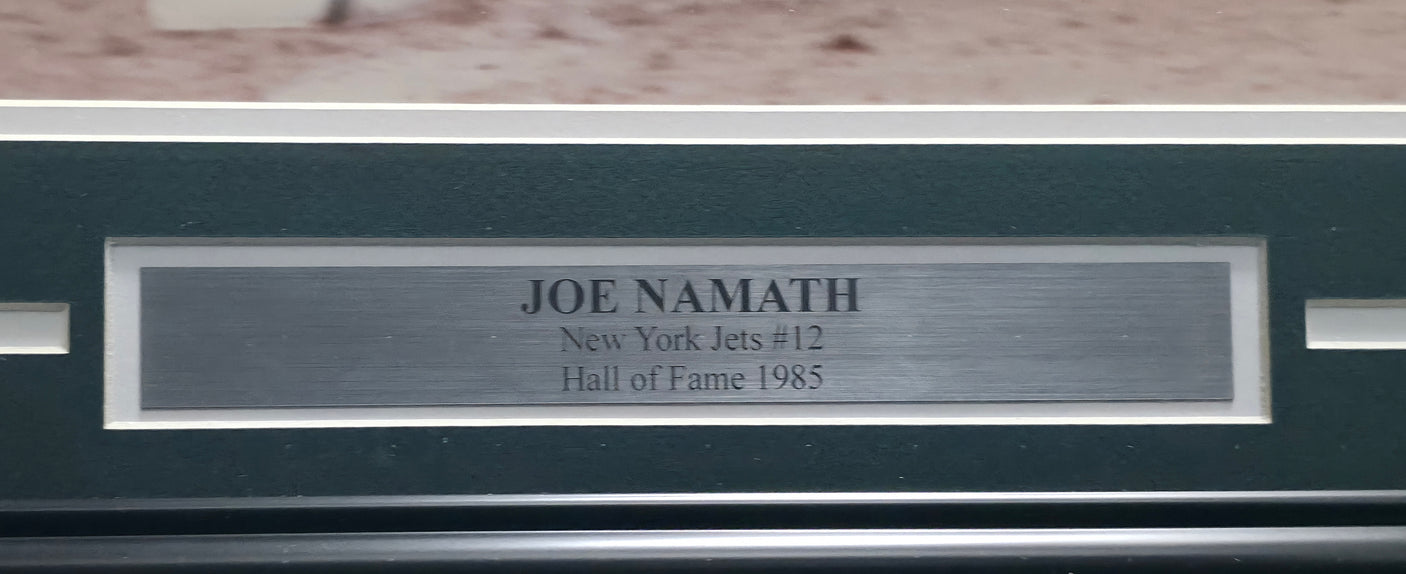 JOE NAMATH
New York Jets #12
Hall of Fame 1985